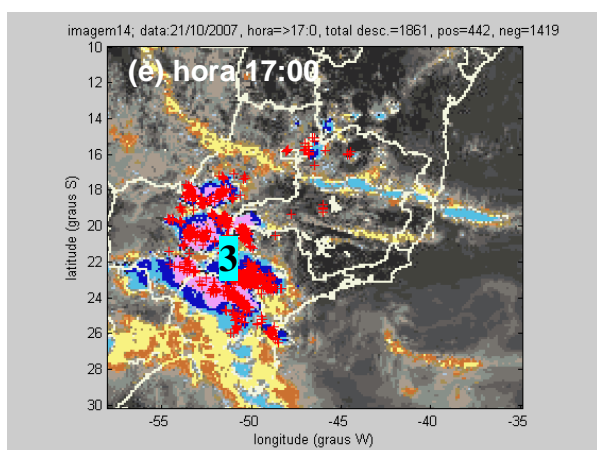 imagem14; data:21/10/2007, hora=>17:0, total desc.=1861, pos=442, neg=1419
(e) hora 17:00
10
12
14
16
18
20
22
24
26
28
30
latitude (graus S)
3
-55 -50 -45 -40 -35
longitude (graus W)